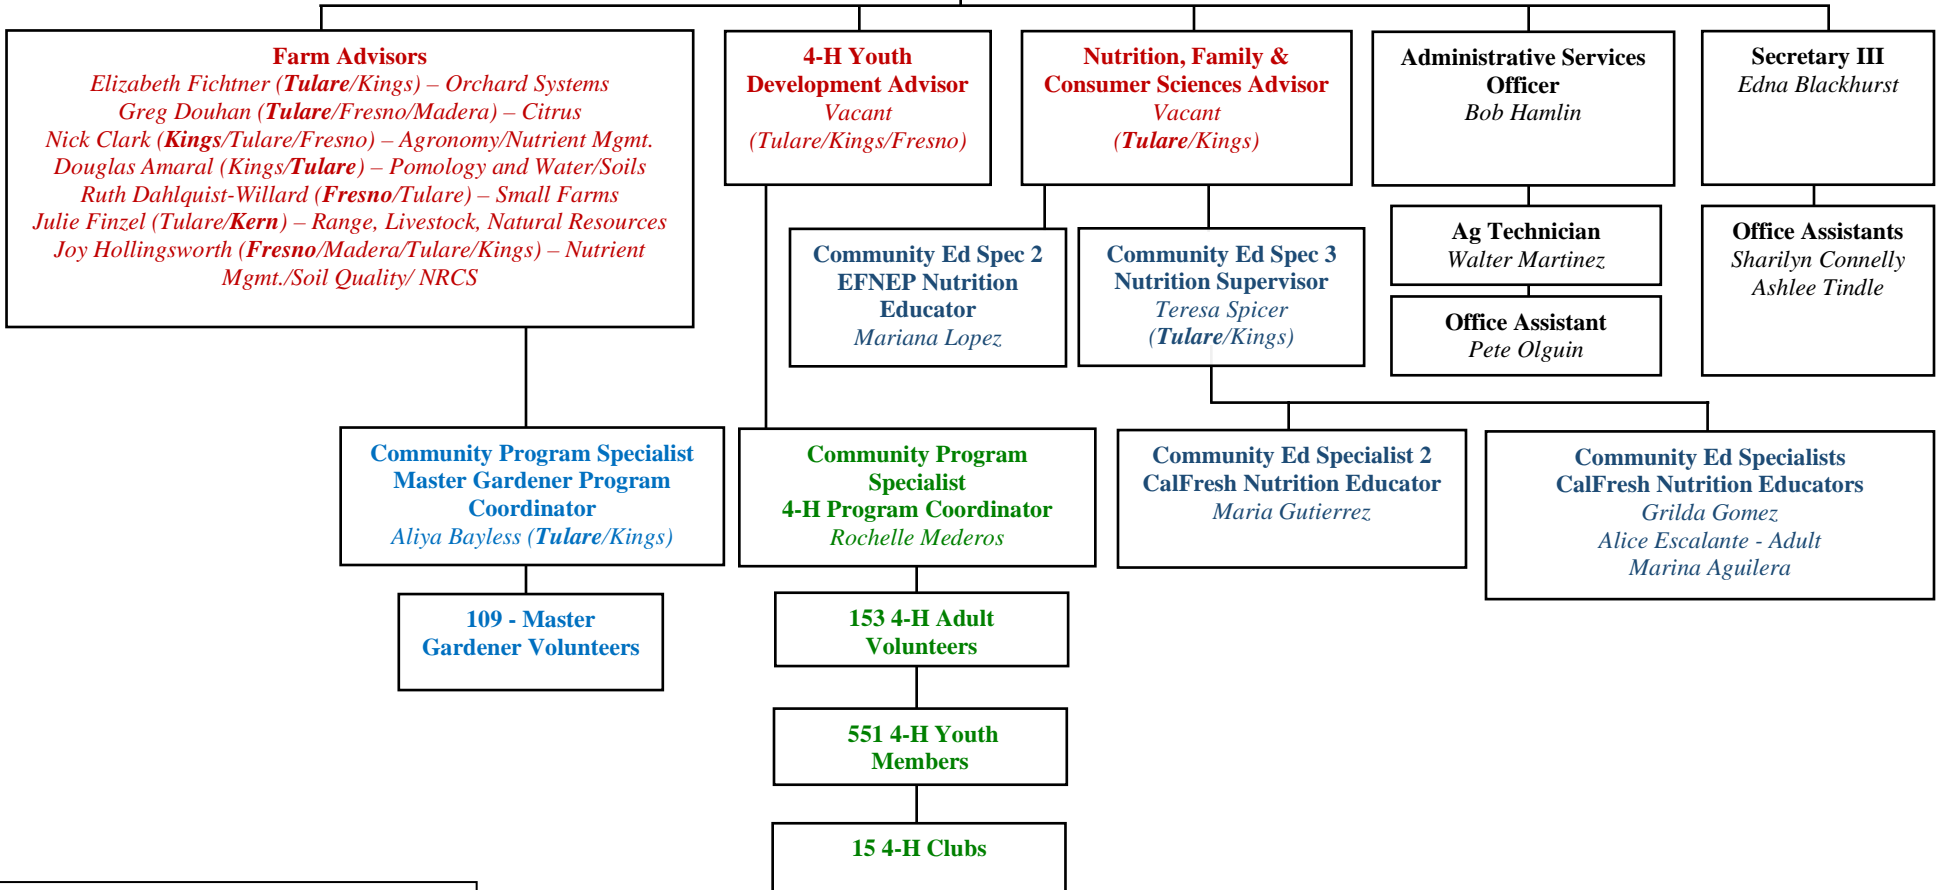 Farm Advisors
Elizabeth Fichtner (Tulare/Kings) – Orchard Systems
Greg Douhan (Tulare/Fresno/Madera) – Citrus
Nick Clark (Kings/Tulare/Fresno) – Agronomy/Nutrient Mgmt.
Douglas Amaral (Kings/Tulare) – Pomology and Water/Soils
Ruth Dahlquist-Willard (Fresno/Tulare) – Small Farms
Julie Finzel (Tulare/Kern) – Range, Livestock, Natural Resources
Joy Hollingsworth (Fresno/Madera/Tulare/Kings) – Nutrient
Mgmt./Soil Quality/ NRCS
4-H Youth
Development Advisor
Vacant
(Tulare/Kings/Fresno)
Nutrition, Family &
Consumer Sciences Advisor
Vacant
(Tulare/Kings)
Administrative Services
Officer
Bob Hamlin
Secretary III
Edna Blackhurst
Community Ed Spec 2
EFNEP Nutrition
Educator
Mariana Lopez
Community Ed Spec 3
Nutrition Supervisor
Teresa Spicer
(Tulare/Kings)
Ag Technician
Walter Martinez
Office Assistant
Pete Olguin
Office Assistants
Sharilyn Connelly
Ashlee Tindle
Community Program Specialist
Master Gardener Program
Coordinator
Aliya Bayless (Tulare/Kings)
Community Program
Specialist
4-H Program Coordinator
Rochelle Mederos
Community Ed Specialist 2
CalFresh Nutrition Educator
Maria Gutierrez
Community Ed Specialists
CalFresh Nutrition Educators
Grilda Gomez
Alice Escalante - Adult
Marina Aguilera
109 - Master
Gardener Volunteers
153 4-H Adult
Volunteers
551 4-H Youth
Members
15 4-H Clubs